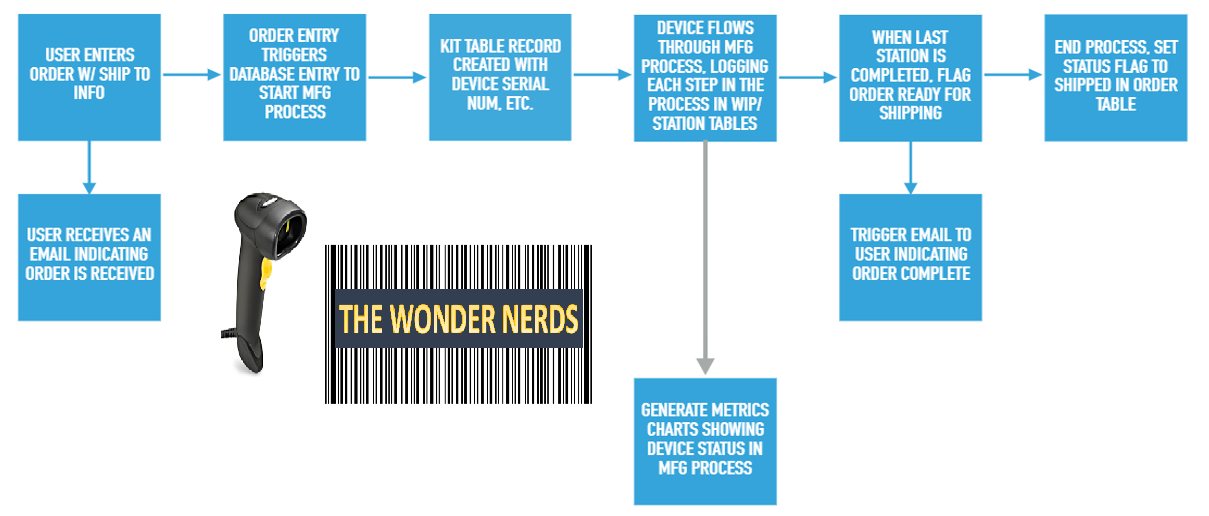 USER ENTERS
ORDER W/ SHIP TO
INFO
ORDER ENTRY
TRIGGERS
DATABASE ENTRY TO
START MFG
PROCESS
KIT TABLE RECORD
CREATED WITH
DEVICE SERIAL
NUM, ETC.
DEVICE FLOWS
THROUGH MFG
PROCESS, LOGGING
EACH STEP IN THE
PROCESS IN WIP/
STATION TABLES
WHEN LAST
STATION IS
COMPLETED, FLAG
ORDER READY FOR
SHIPPING
END PROCESS, SET
STATUS FLAG TO
SHIPPED IN ORDER
TABLE
USER RECEIVES AN
EMAIL INDICATING
ORDER IS RECEIVED
THE WONDER NERDS
TRIGGER EMAIL TO
USER INDICATING
ORDER COMPLETE
GENERATE METRICS
CHARTS SHOWING
DEVICE STATUS IN
MFG PROCESS